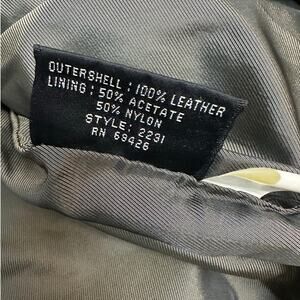 OUTERSHELL : 100% LEATHER
LINING : 50% ACETATE
50% NYLON
STYLE: 2231
RN 69426